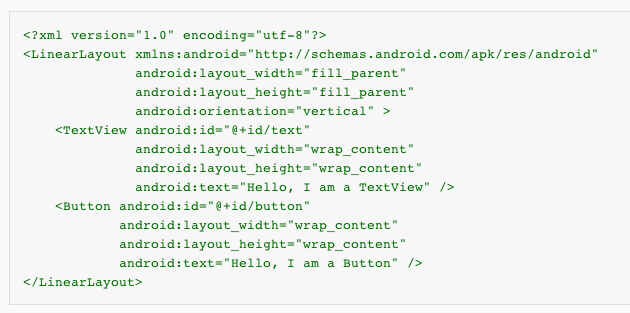 <?xml version="1.0" encoding="utf-8"?>
<LinearLayout xmlns:android="http://schemas.android.com/apk/res/android"
              android:layout_width="fill_parent"
              android:layout_height="fill_parent"
              android:orientation="vertical" >
    <TextView android:id="@+id/text"
              android:layout_width="wrap_content"
              android:layout_height="wrap_content"
              android:text="Hello, I am a TextView" />
    <Button android:id="@+id/button"
            android:layout_width="wrap_content"
            android:layout_height="wrap_content"
            android:text="Hello, I am a Button" />
</LinearLayout>